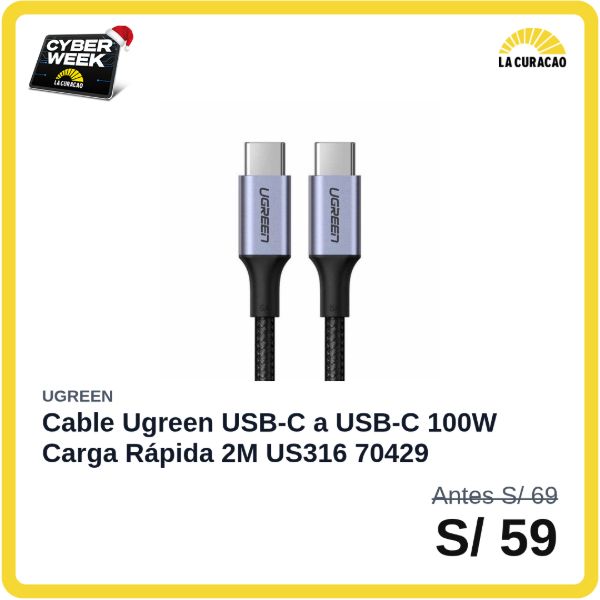 CYBER
WEEK
LA CURACAO
LA CURACAO
UGREEN
UGREEN
UGREEN
Cable Ugreen USB-C a USB-C 100W
Carga Rápida 2M US316 70429
Antes S/ 69
S/ 59